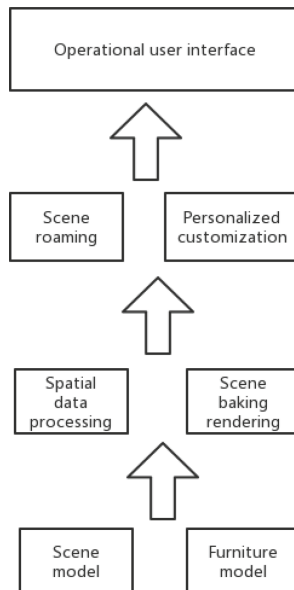 Operational user interface
Scene
roaming
Personalized
customization
Spatial
data
processing
Scene
baking
rendering
Scene
model
Furniture
model